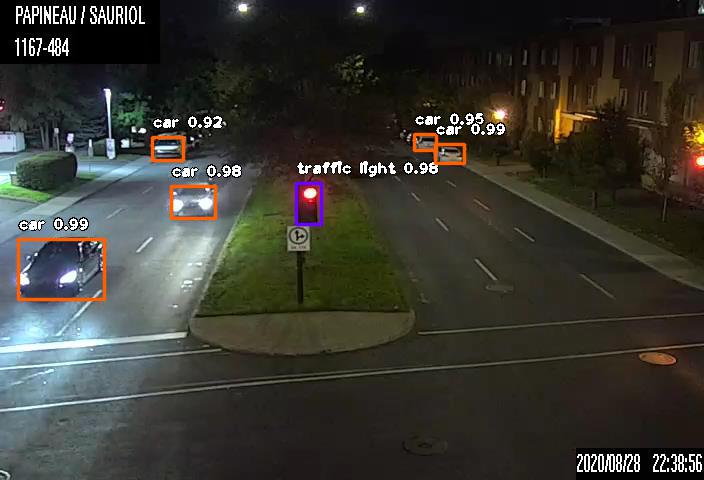 PAPINEAU / SAURIOL
1167-484
car 0.92
car 0.95
car 0.99
car 0.98
traffic light 0.98
car 0.99
2020/08/28 22:38:56